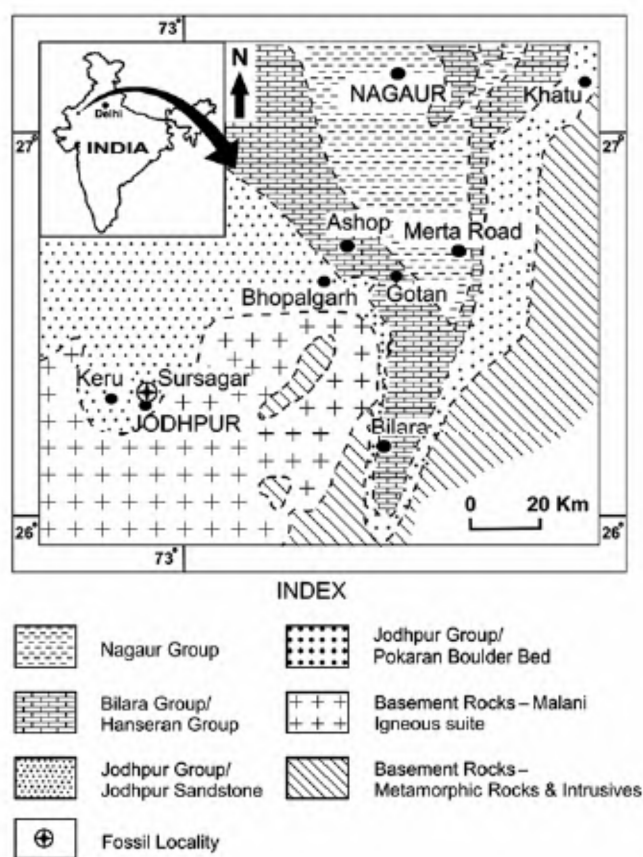 73°
N
Delhi
INDIA
NAGAUR
Khatu
27°
27°
Ashop
Merta Road
Bhopalgarh
Gotan
Keru
Sursagar
JODHPUR
Bilara
0 20 Km
26°
26°
73°
INDEX
Nagaur Group
Jodhpur Group/
Pokaran Boulder Bed
Bilara Group/
Hanseran Group
Basement Rocks – Malani
Igneous suite
Jodhpur Group/
Jodhpur Sandstone
Basement Rocks –
Metamorphic Rocks & Intrusives
Fossil Locality